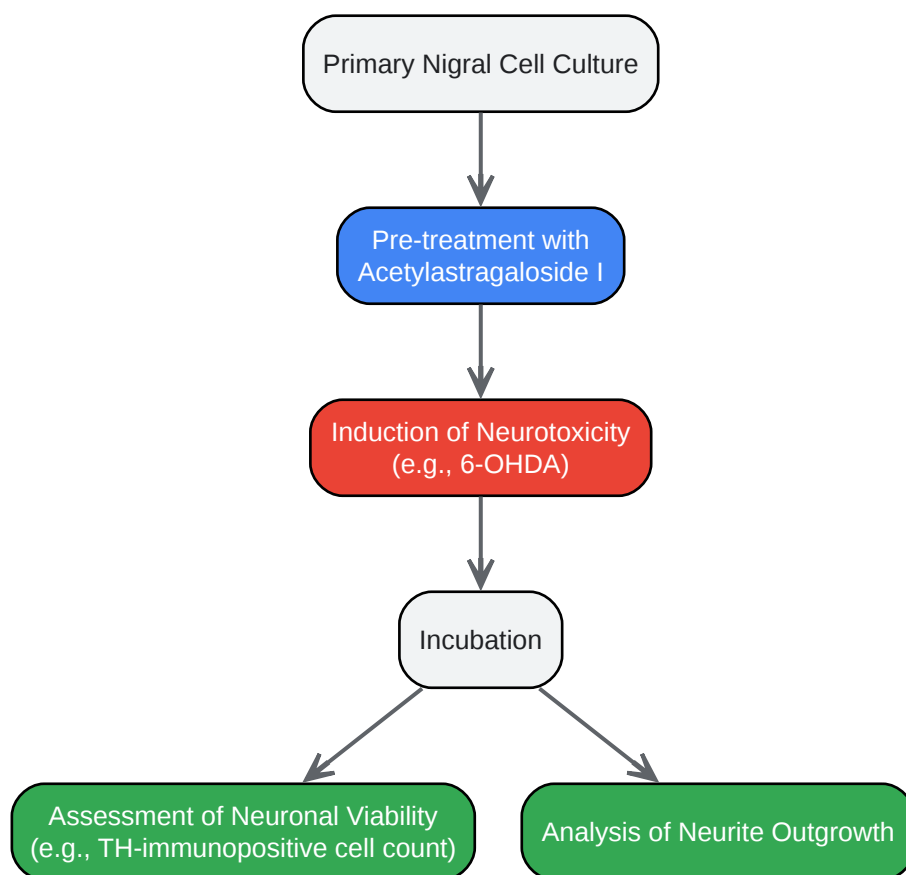 Primary Nigral Cell Culture
Pre-treatment with
Acetylastragaloside I
Induction of Neurotoxicity
(e.g., 6-OHDA)
Incubation
Assessment of Neuronal Viability
(e.g., TH-immunopositive cell count)
Analysis of Neurite Outgrowth